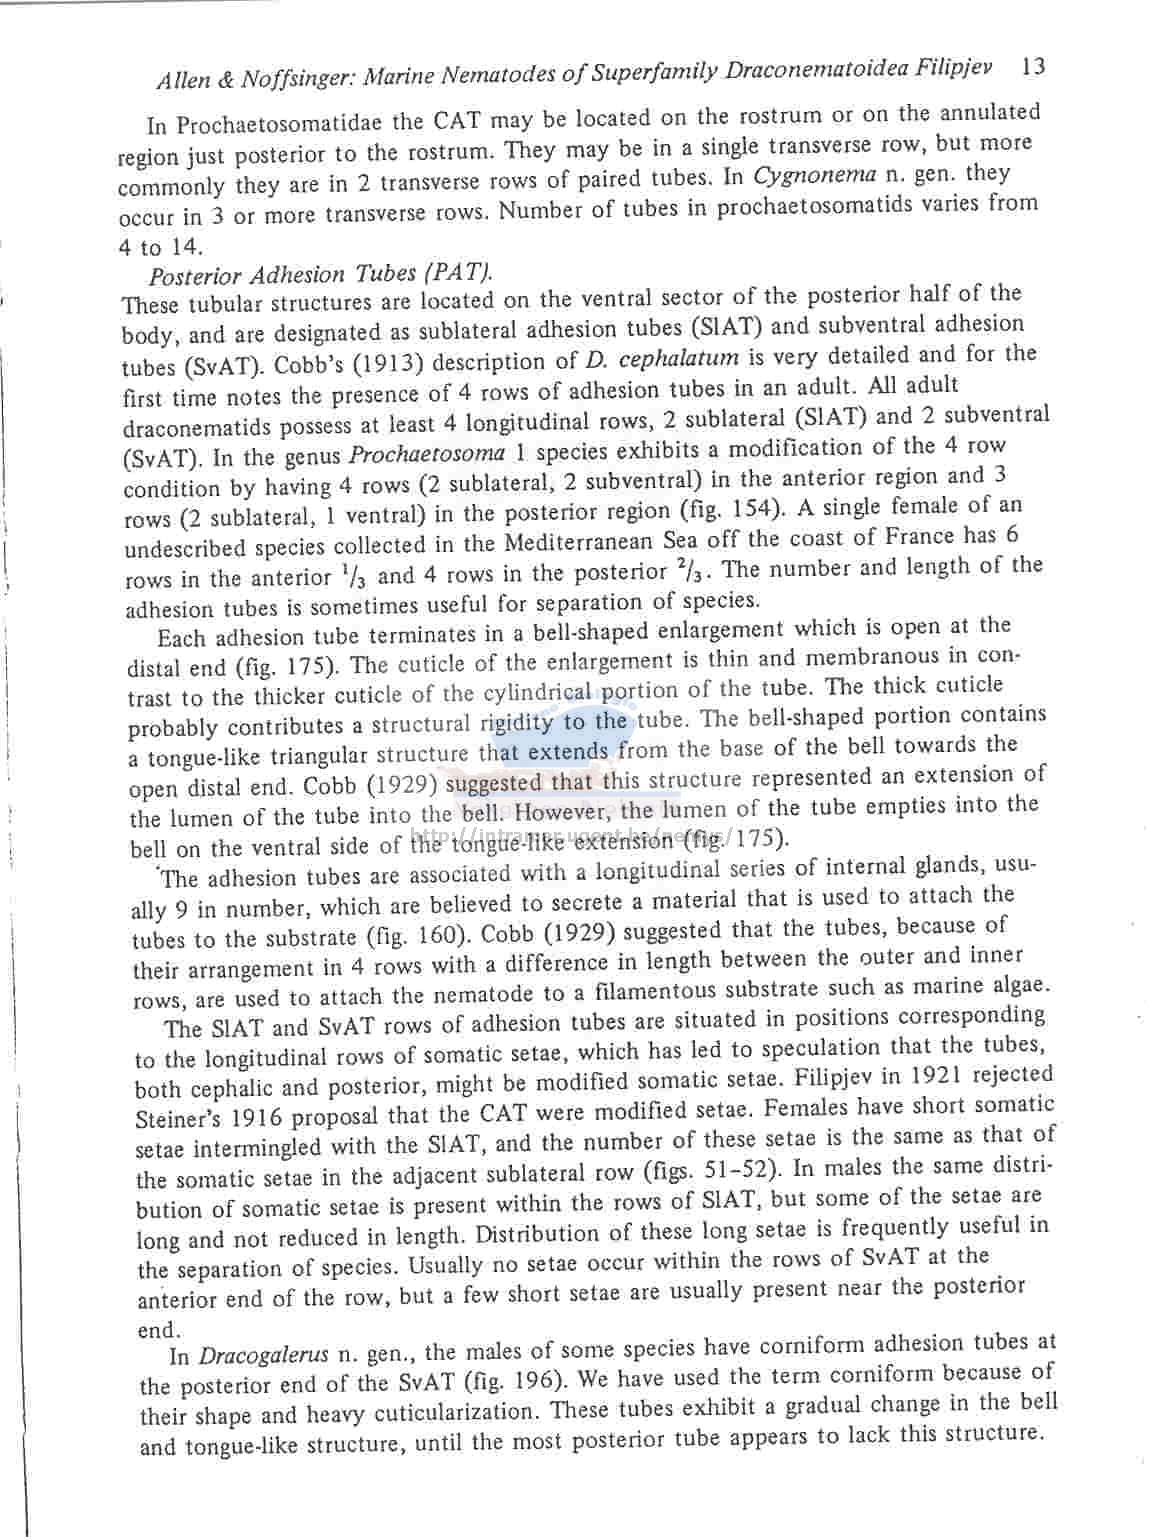 Allen & Noffsinger: Marine Nematodes of Superfamily Draconematoidea Filipjev 13
In Prochaetosomatidae the CAT may be located on the rostrum or on the annulated
region just posterior to the rostrum. They may be in a single transverse row, but more
commonly they are in 2 transverse rows of paired tubes. In Cygnonema n. gen. they
occur in 3 or more transverse rows. Number of tubes in prochaetosomatids varies from
4 to 14.
Posterior Adhesion Tubes (PAT).
These tubular structures are located on the ventral sector of the posterior half of the
body, and are designated as sublateral adhesion tubes (SlAT) and subventral adhesion
tubes (SvAT). Cobb's (1913) description of D. cephalatum is very detailed and for the
first time notes the presence of 4 rows of adhesion tubes in an adult. All adult
draconematids possess at least 4 longitudinal rows, 2 sublateral (SlAT) and 2 subventral
(SvAT). In the genus Prochaetosoma 1 species exhibits a modification of the 4 row
condition by having 4 rows (2 sublateral, 2 subventral) in the anterior region and 3
rows (2 sublateral, 1 ventral) in the posterior region (fig. 154). A single female of an
undescribed species collected in the Mediterranean Sea off the coast of France has 6
rows in the anterior 1/3 and 4 rows in the posterior 2/3. The number and length of the
adhesion tubes is sometimes useful for separation of species.
Each adhesion tube terminates in a bell-shaped enlargement which is open at the
distal end (fig. 175). The cuticle of the enlargement is thin and membranous in con-
trast to the thicker cuticle of the cylindrical portion of the tube. The thick cuticle
probably contributes a structural rigidity to the tube. The bell-shaped portion contains
a tongue-like triangular structure that extends from the base of the bell towards the
open distal end. Cobb (1929) suggested that this structure represented an extension of
the lumen of the tube into the bell. However, the lumen of the tube empties into the
bell on the ventral side of the tongue-like extension (fig. 175).
http://intramar.ugent.be/nemys/
The adhesion tubes are associated with a longitudinal series of internal glands, usu-
ally 9 in number, which are believed to secrete a material that is used to attach the
tubes to the substrate (fig. 160). Cobb (1929) suggested that the tubes, because of
their arrangement in 4 rows with a difference in length between the outer and inner
rows, are used to attach the nematode to a filamentous substrate such as marine algae.
The SlAT and SvAT rows of adhesion tubes are situated in positions corresponding
to the longitudinal rows of somatic setae, which has led to speculation that the tubes,
both cephalic and posterior, might be modified somatic setae. Filipjev in 1921 rejected
Steiner's 1916 proposal that the CAT were modified setae. Females have short somatic
setae intermingled with the SlAT, and the number of these setae is the same as that of
the somatic setae in the adjacent sublateral row (figs. 51–52). In males the same distri-
bution of somatic setae is present within the rows of SlAT, but some of the setae are
long and not reduced in length. Distribution of these long setae is frequently useful in
the separation of species. Usually no setae occur within the rows of SvAT at the
anterior end of the row, but a few short setae are usually present near the posterior
end.
In Dracogalerus n. gen., the males of some species have corniform adhesion tubes at
the posterior end of the SvAT (fig. 196). We have used the term corniform because of
their shape and heavy cuticularization. These tubes exhibit a gradual change in the bell
and tongue-like structure, until the most posterior tube appears to lack this structure.